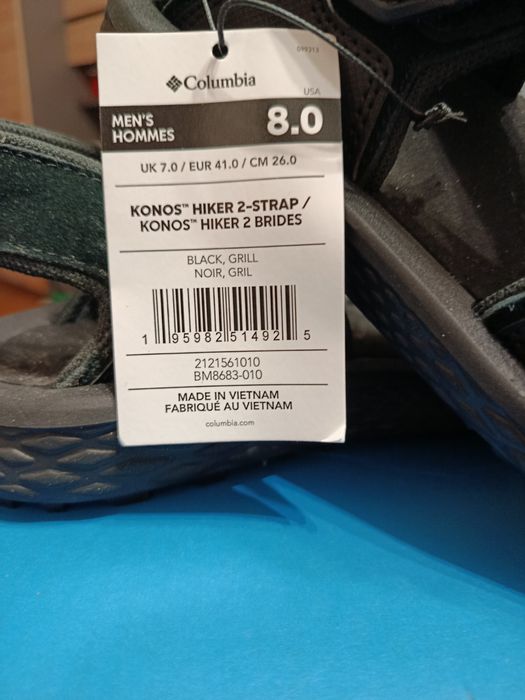 099313
Columbia
USA
MEN'S
HOMMES
8.0
UK 7.0 / EUR 41.0 / CM 26.0
KONOS™ HIKER 2-STRAP /
KONOS™ HIKER 2 BRIDES
BLACK, GRILL
NOIR, GRIL
1 95982 51492 5
2121561010
BM8683-010
MADE IN VIETNAM
FABRIQUÉ AU VIETNAM
columbia.com